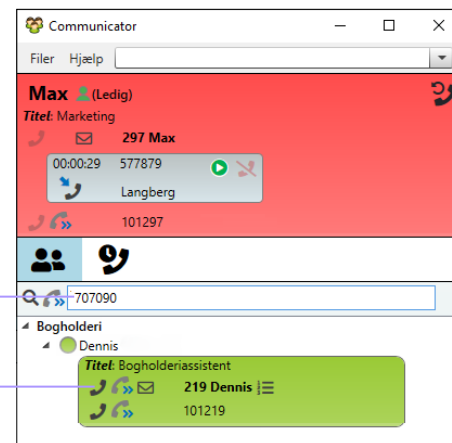 Communicator
Filer Hjælp
Max (Ledig)
Titel: Marketing
297 Max
00:00:29 577879
Langberg
101297
707090
Bogholderi
Dennis
Titel: Bogholderiassistent
219 Dennis
101219